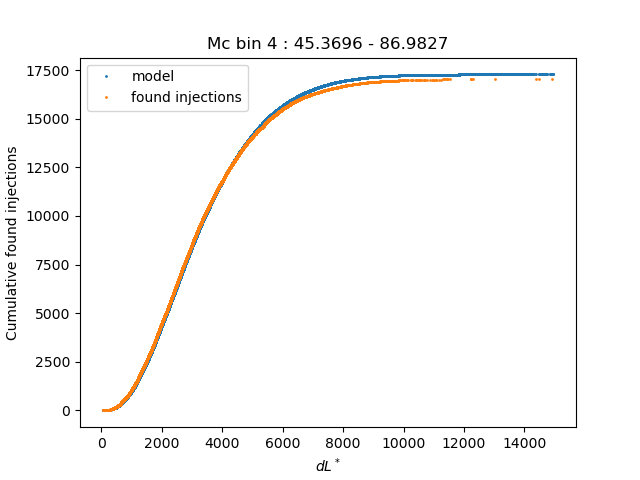 Mc bin 4 : 45.3696 - 86.9827
model
found injections
Cumulative found injections
17500
15000
12500
10000
7500
5000
2500
0
0 2000 4000 6000 8000 10000 12000 14000
dL*